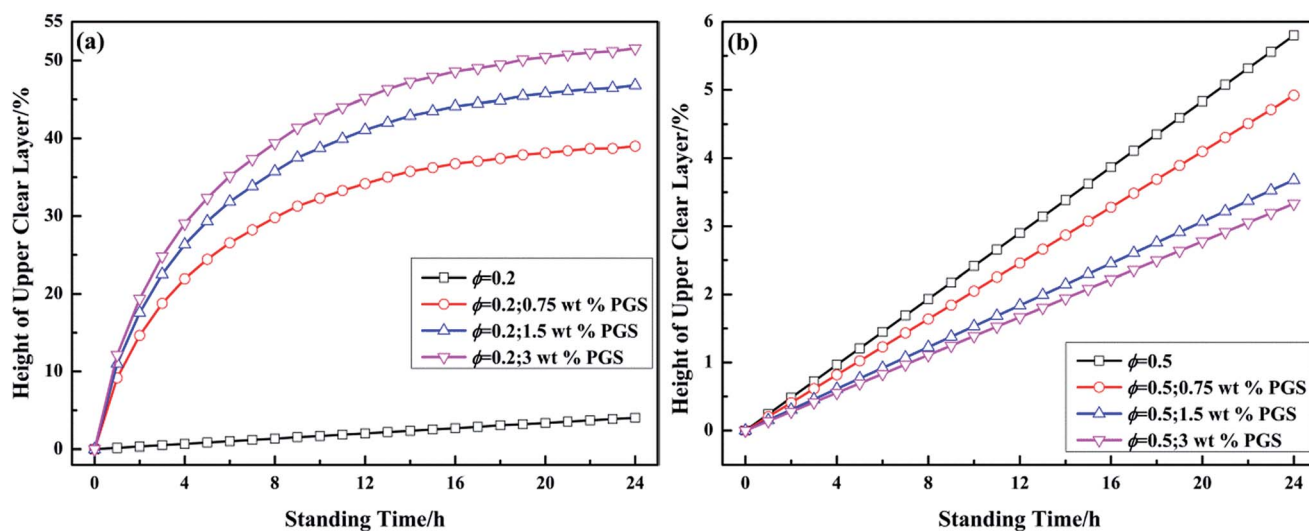 (a)
Height of Upper Clear Layer/%
55
50
40
30
20
10
0
0 4 8 12 16 20 24
Standing Time/h
ϕ=0.2
ϕ=0.2;0.75 wt % PGS
ϕ=0.2;1.5 wt % PGS
ϕ=0.2;3 wt % PGS
(b)
Height of Upper Clear Layer/%
6
5
4
3
2
1
0
0 4 8 12 16 20 24
Standing Time/h
ϕ=0.5
ϕ=0.5;0.75 wt % PGS
ϕ=0.5;1.5 wt % PGS
ϕ=0.5;3 wt % PGS